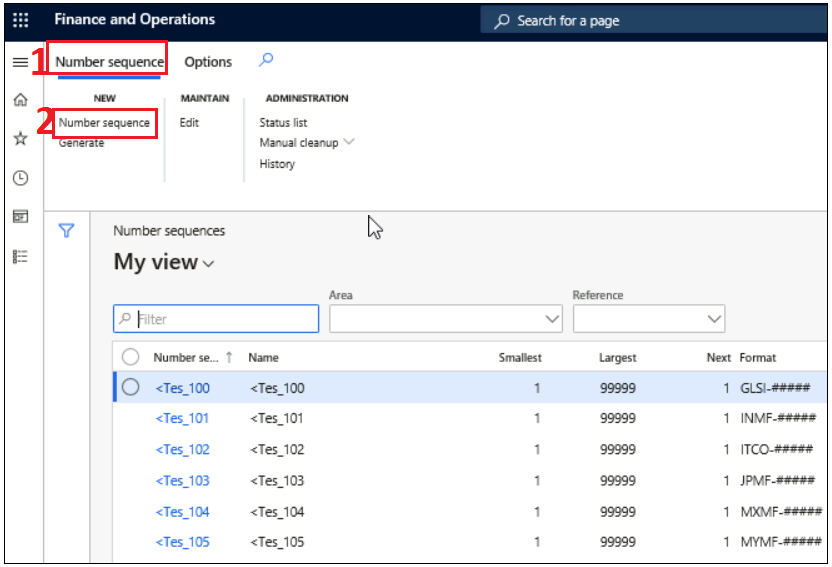 Finance and Operations
Search for a page
1 Number sequence Options
NEW MAINTAIN ADMINISTRATION
2 Number sequence Edit Status list
Generate Manual cleanup
History
Number sequences
My view
Area Reference
Filter
Number se... ↑ Name Smallest Largest Next Format
<Tes_100 <Tes_100 1 99999 1 GLSI-#####
<Tes_101 <Tes_101 1 99999 1 INMF-#####
<Tes_102 <Tes_102 1 99999 1 ITCO-#####
<Tes_103 <Tes_103 1 99999 1 JPMF-#####
<Tes_104 <Tes_104 1 99999 1 MXMF-#####
<Tes_105 <Tes_105 1 99999 1 MYMF-#####